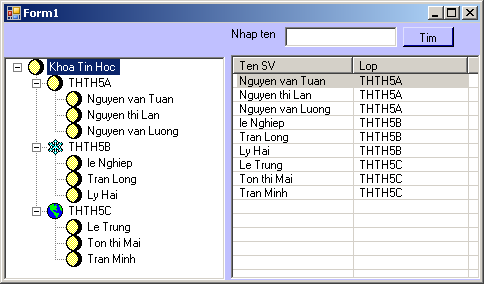 Form1
Nhap ten
Tim
Khoa Tin Hoc
THTH5A
Nguyen van Tuan
Nguyen thi Lan
Nguyen van Luong
THTH5B
le Nghiep
Tran Long
Ly Hai
THTH5C
Le Trung
Ton thi Mai
Tran Minh
Ten SV Lop
Nguyen van Tuan THTH5A
Nguyen thi Lan THTH5A
Nguyen van Luong THTH5A
le Nghiep THTH5B
Tran Long THTH5B
Ly Hai THTH5B
Le Trung THTH5C
Ton thi Mai THTH5C
Tran Minh THTH5C